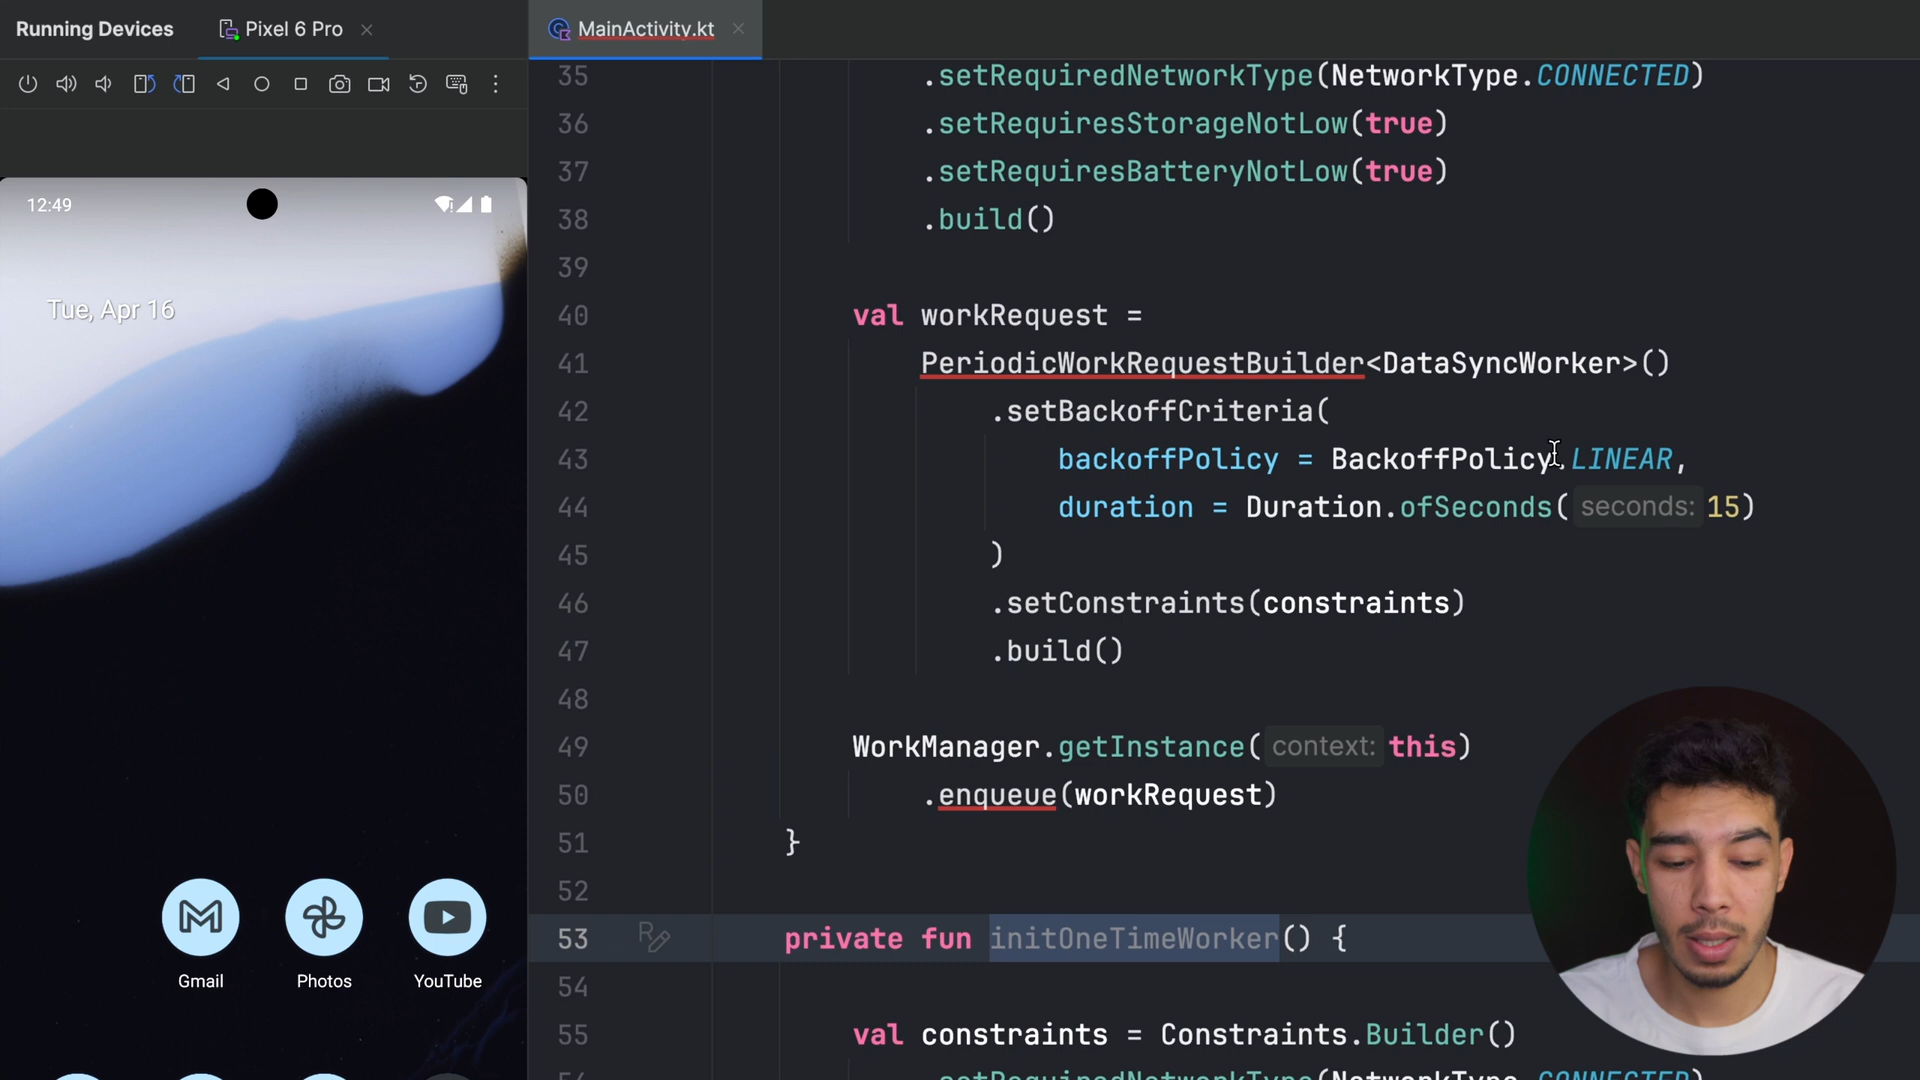 Running Devices
Pixel 6 Pro
MainActivity.kt
12:49
Tue, Apr 16
Gmail
Photos
YouTube
35 .setRequiredNetworkType(NetworkType.CONNECTED)
36 .setRequiresStorageNotLow(true)
37 .setRequiresBatteryNotLow(true)
38 .build()
39
40 val workRequest =
41 PeriodicWorkRequestBuilder<DataSyncWorker>()
42 .setBackoffCriteria(
43 backoffPolicy = BackoffPolicy.LINEAR,
44 duration = Duration.ofSeconds( seconds: 15)
45 )
46 .setConstraints(constraints)
47 .build()
48
49 WorkManager.getInstance( context: this)
50 .enqueue(workRequest)
51 }
52
53 private fun initOneTimeWorker() {
54
55 val constraints = Constraints.Builder()
.setRequiredNetworkType(NetworkType.CONNECTED)